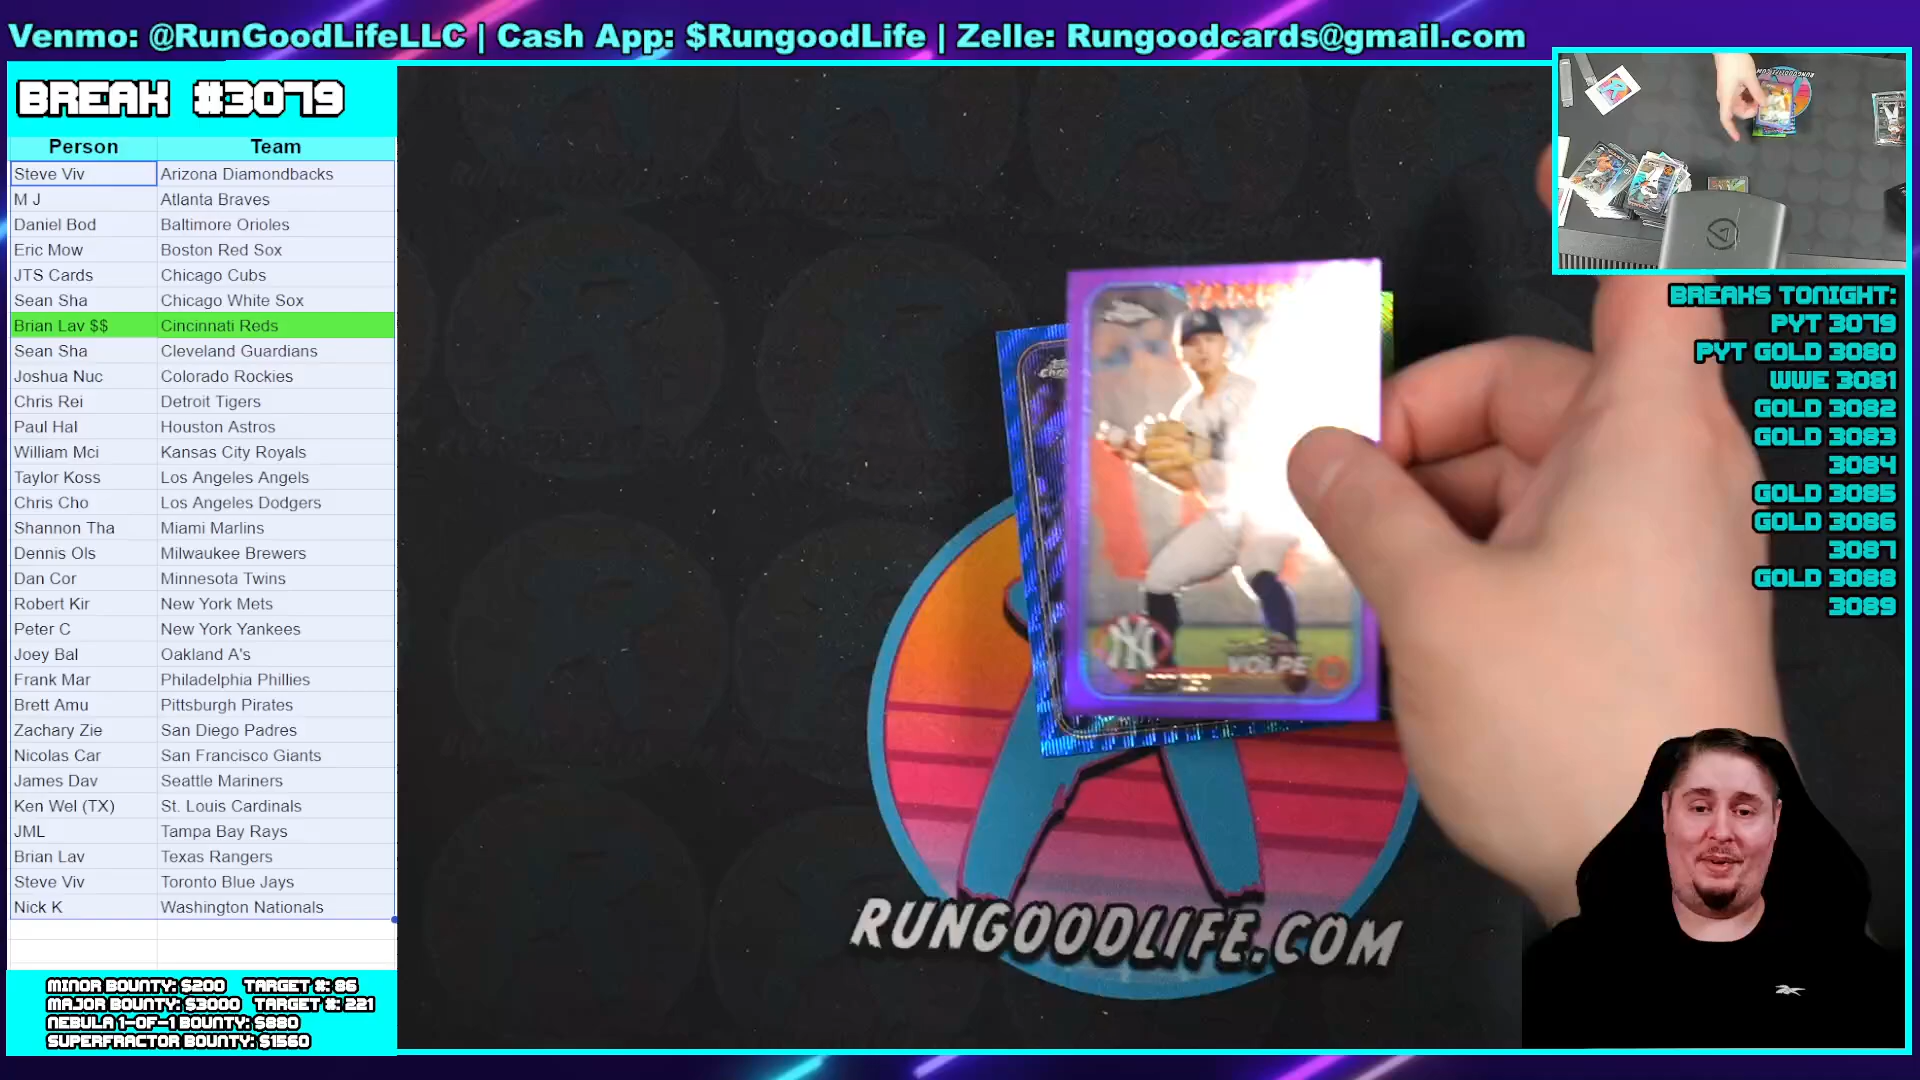 Venmo: @RunGoodLifeLLC | Cash App: $RungoodLife | Zelle: Rungoodcards@gmail.com
BREAK #3079
Person Team
Steve Viv Arizona Diamondbacks
M J Atlanta Braves
Daniel Bod Baltimore Orioles
Eric Mow Boston Red Sox
JTS Cards Chicago Cubs
Sean Sha Chicago White Sox
Brian Lav $$ Cincinnati Reds
Sean Sha Cleveland Guardians
Joshua Nuc Colorado Rockies
Chris Rei Detroit Tigers
Paul Hal Houston Astros
William Mci Kansas City Royals
Taylor Koss Los Angeles Angels
Chris Cho Los Angeles Dodgers
Shannon Tha Miami Marlins
Dennis Ols Milwaukee Brewers
Dan Cor Minnesota Twins
Robert Kir New York Mets
Peter C New York Yankees
Joey Bal Oakland A's
Frank Mar Philadelphia Phillies
Brett Amu Pittsburgh Pirates
Zachary Zie San Diego Padres
Nicolas Car San Francisco Giants
James Dav Seattle Mariners
Ken Wel (TX) St. Louis Cardinals
JML Tampa Bay Rays
Brian Lav Texas Rangers
Steve Viv Toronto Blue Jays
Nick K Washington Nationals
MINOR BOUNTY: $200 TARGET #: 86
MAJOR BOUNTY: $3000 TARGET #: 221
NEBULA 1-OF-1 BOUNTY: $880
SUPERFRACTOR BOUNTY: $1560
NY
VOLPE
RUNGOODLIFE.COM
BREAKS TONIGHT:
PYT 3079
PYT GOLD 3080
WWE 3081
GOLD 3082
GOLD 3083
3084
GOLD 3085
GOLD 3086
3087
GOLD 3088
3089